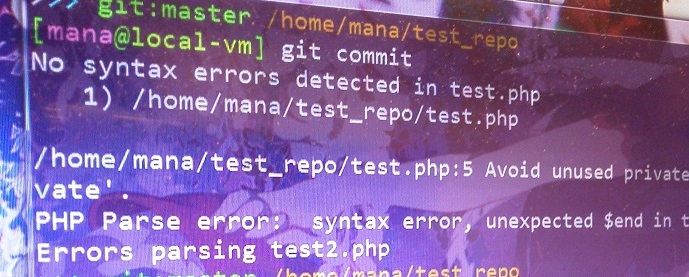 >>> git:master /home/mana/test_repo
[mana@local-vm] git commit
No syntax errors detected in test.php
1) /home/mana/test_repo/test.php
/home/mana/test_repo/test.php:5 Avoid unused private
vate'.
PHP Parse error: syntax error, unexpected $end in t
Errors parsing test2.php
git:master /home/mana/test_repo